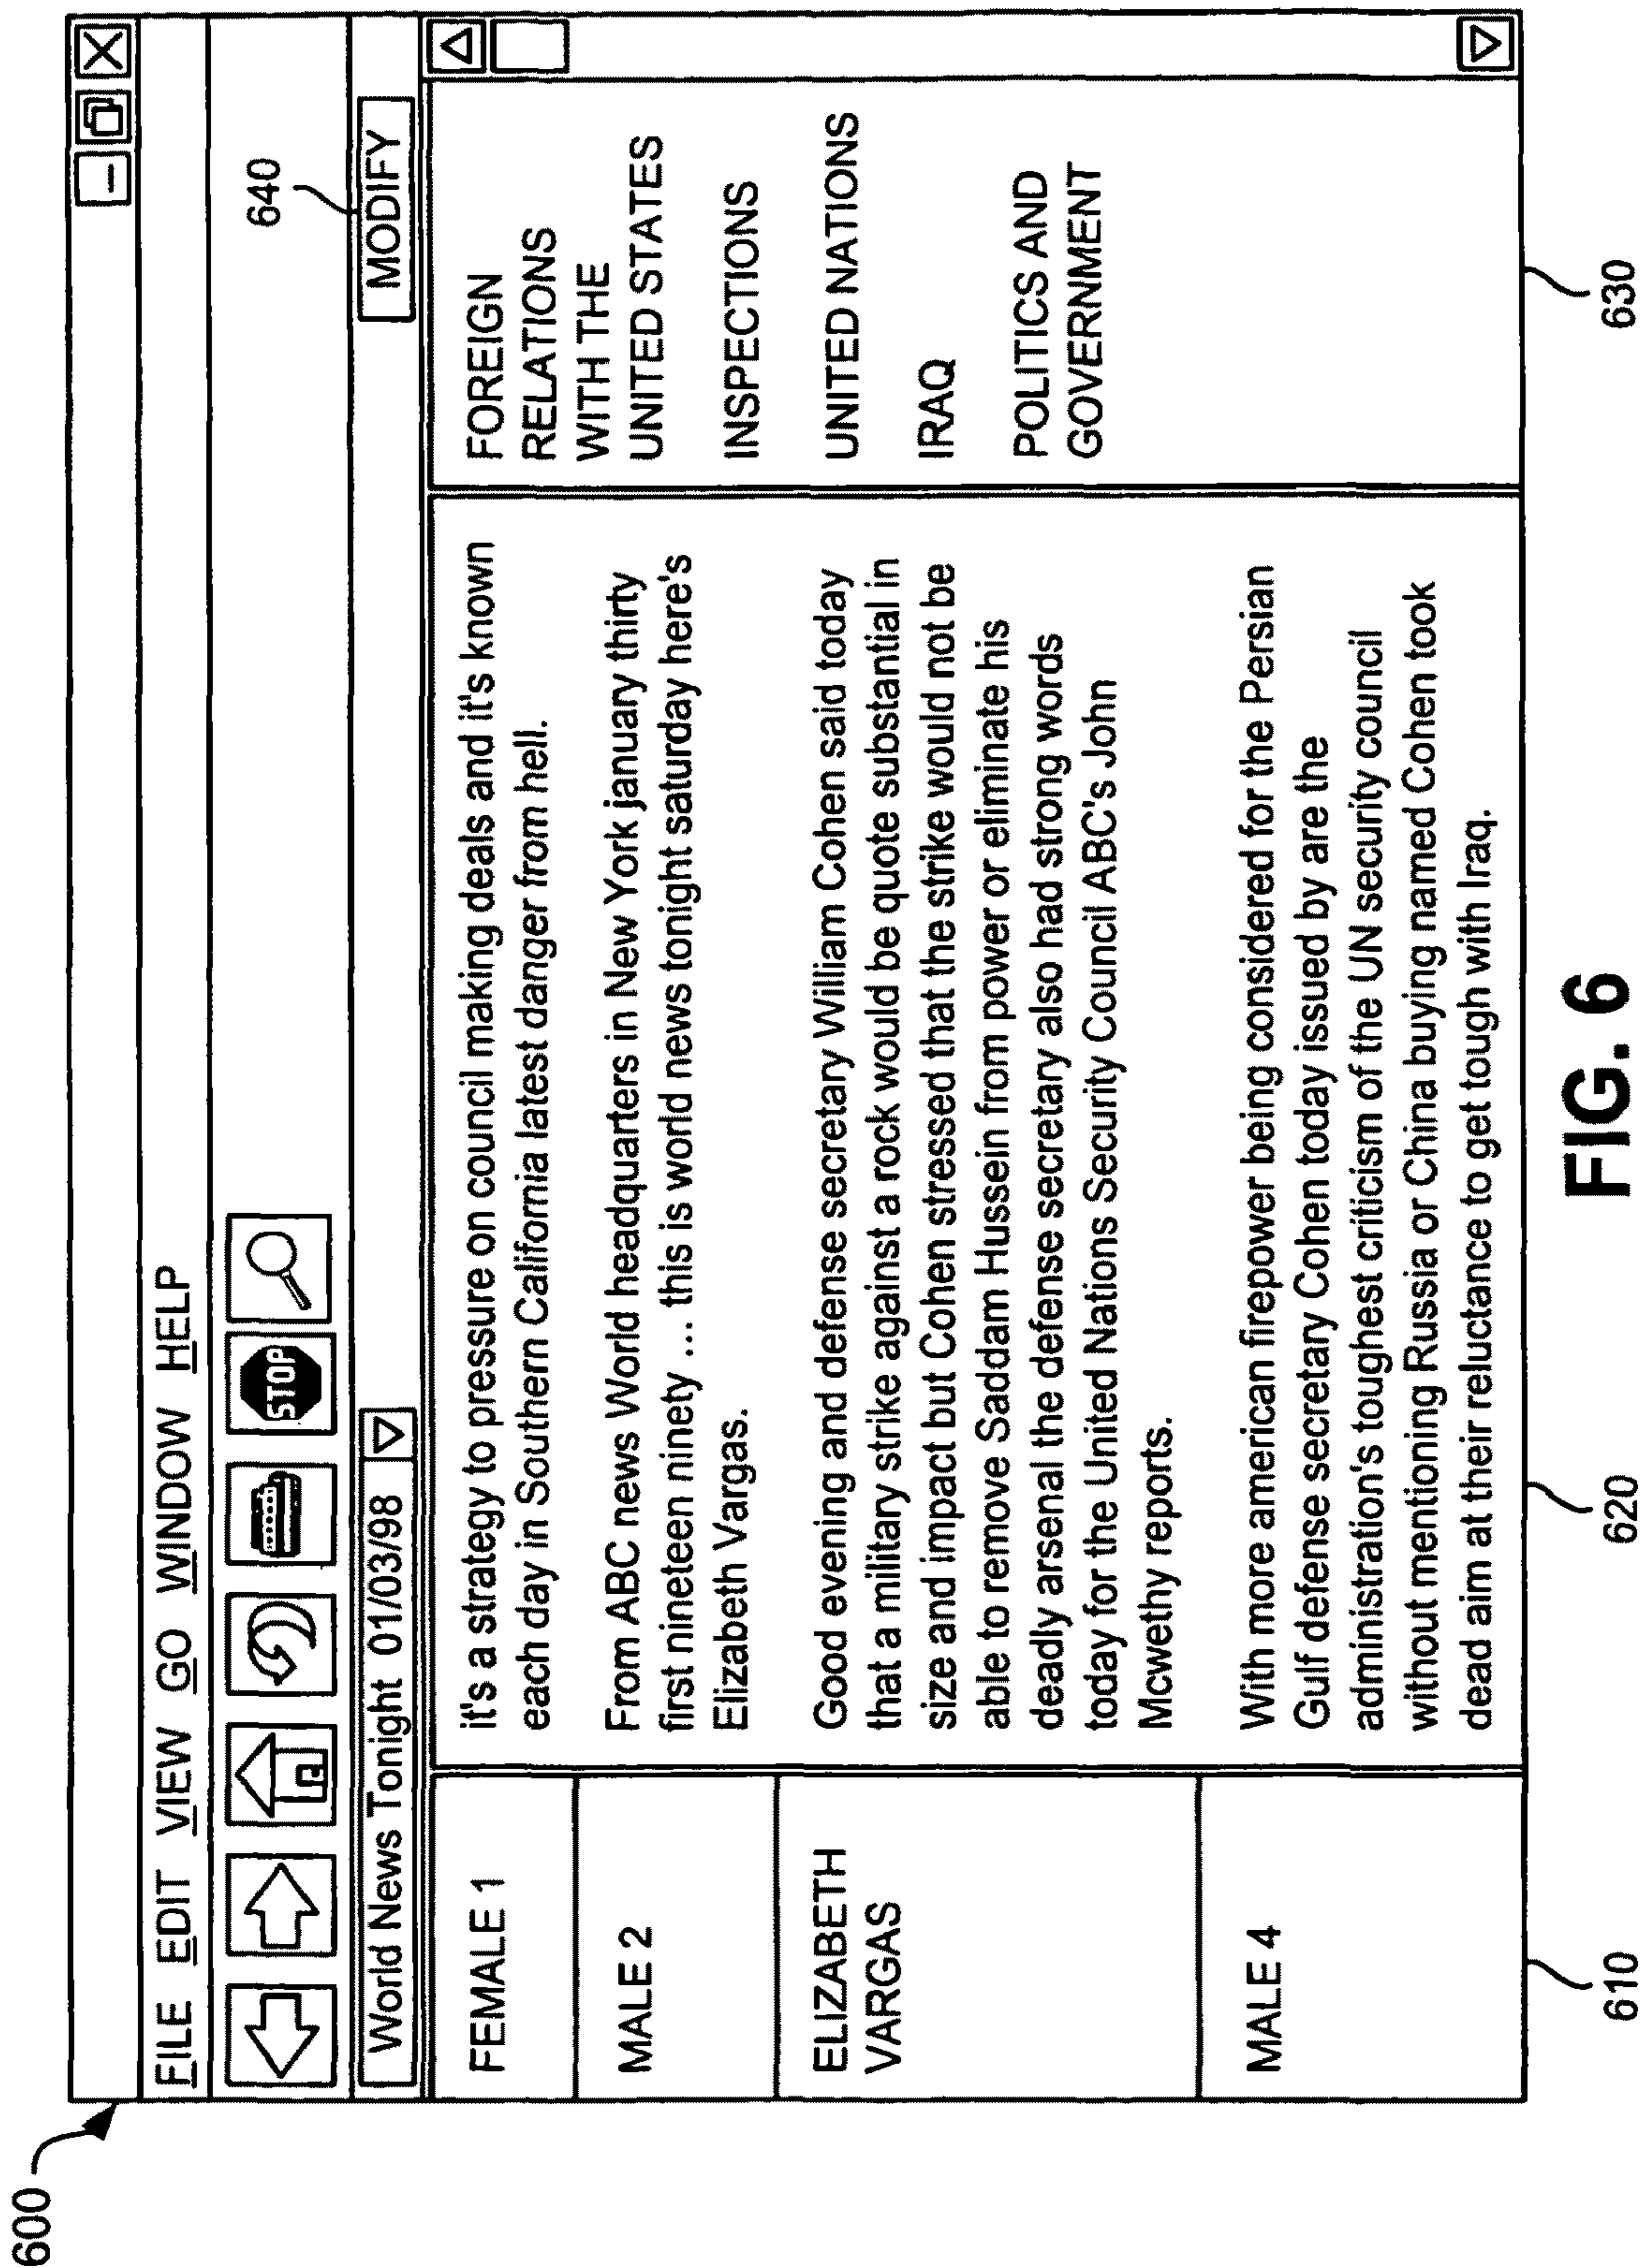 600
FILE EDIT VIEW GO WINDOW HELP
STOP
640
World News Tonight 01/03/98
MODIFY
FEMALE 1
it's a strategy to pressure on council making deals and it's known
each day in Southern California latest danger from hell.
MALE 2
From ABC news World headquarters in New York january thirty
first nineteen ninety ... this is world news tonight saturday here's
Elizabeth Vargas.
ELIZABETH
VARGAS
Good evening and defense secretary William Cohen said today
that a military strike against a rock would be quote substantial in
size and impact but Cohen stressed that the strike would not be
able to remove Saddam Hussein from power or eliminate his
deadly arsenal the defense secretary also had strong words
today for the United Nations Security Council ABC's John
Mcwethy reports.
MALE 4
With more american firepower being considered for the Persian
Gulf defense secretary Cohen today issued by are the
administration's toughest criticism of the UN security council
without mentioning Russia or China buying named Cohen took
dead aim at their reluctance to get tough with Iraq.
FOREIGN
RELATIONS
WITH THE
UNITED STATES
INSPECTIONS
UNITED NATIONS
IRAQ
POLITICS AND
GOVERNMENT
610
620
630
FIG. 6